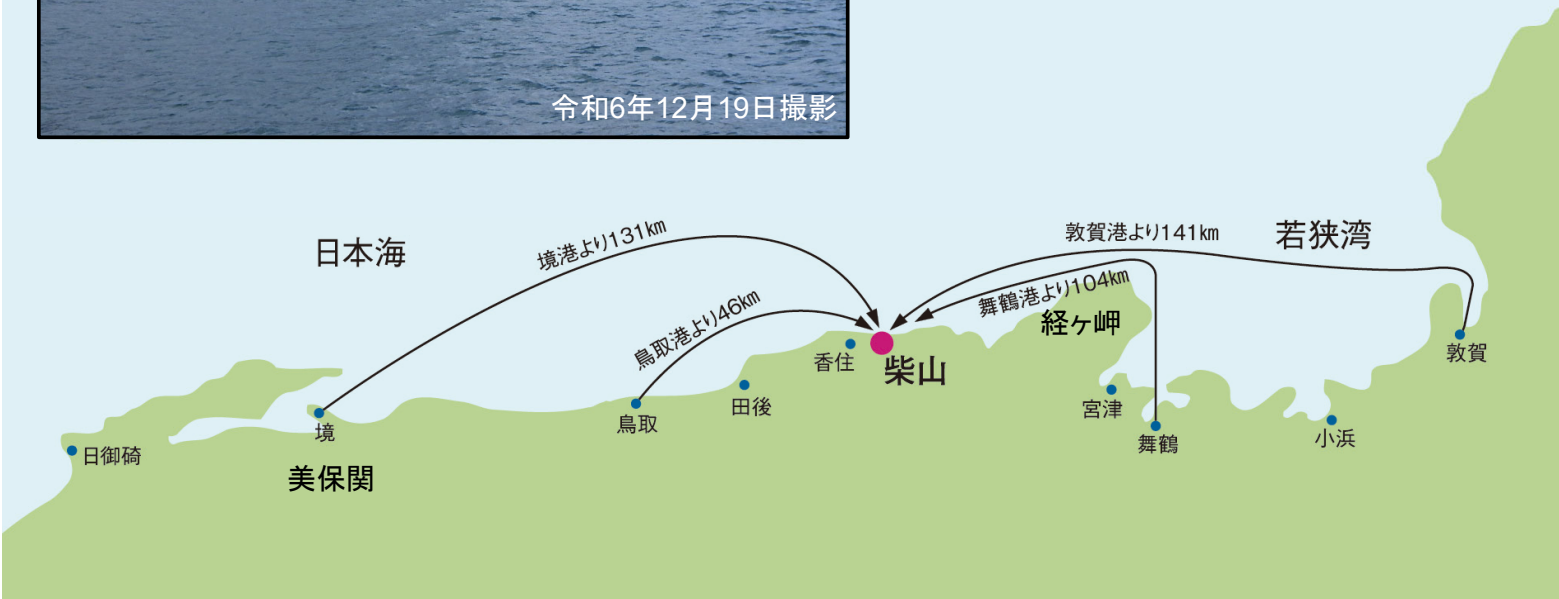 令和6年12月19日撮影
日本海
境港より131㎞
敦賀港より141㎞
若狭湾
鳥取港より46㎞
舞鶴港より104㎞
経ヶ岬
香住
柴山
敦賀
田後
宮津
鳥取
境
舞鶴
小浜
日御碕
美保関